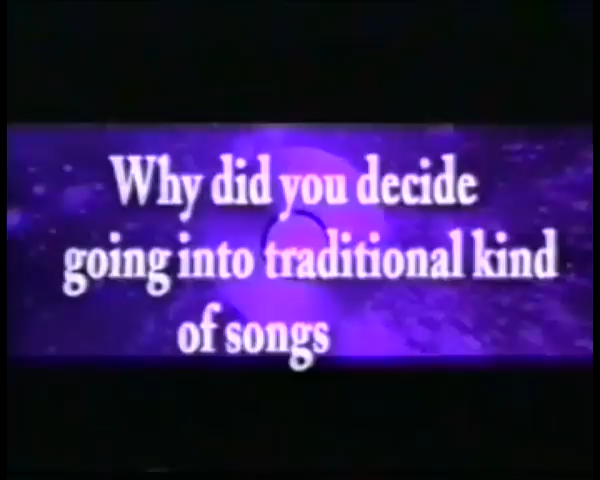 Why did you decide
going into traditional kind
of songs